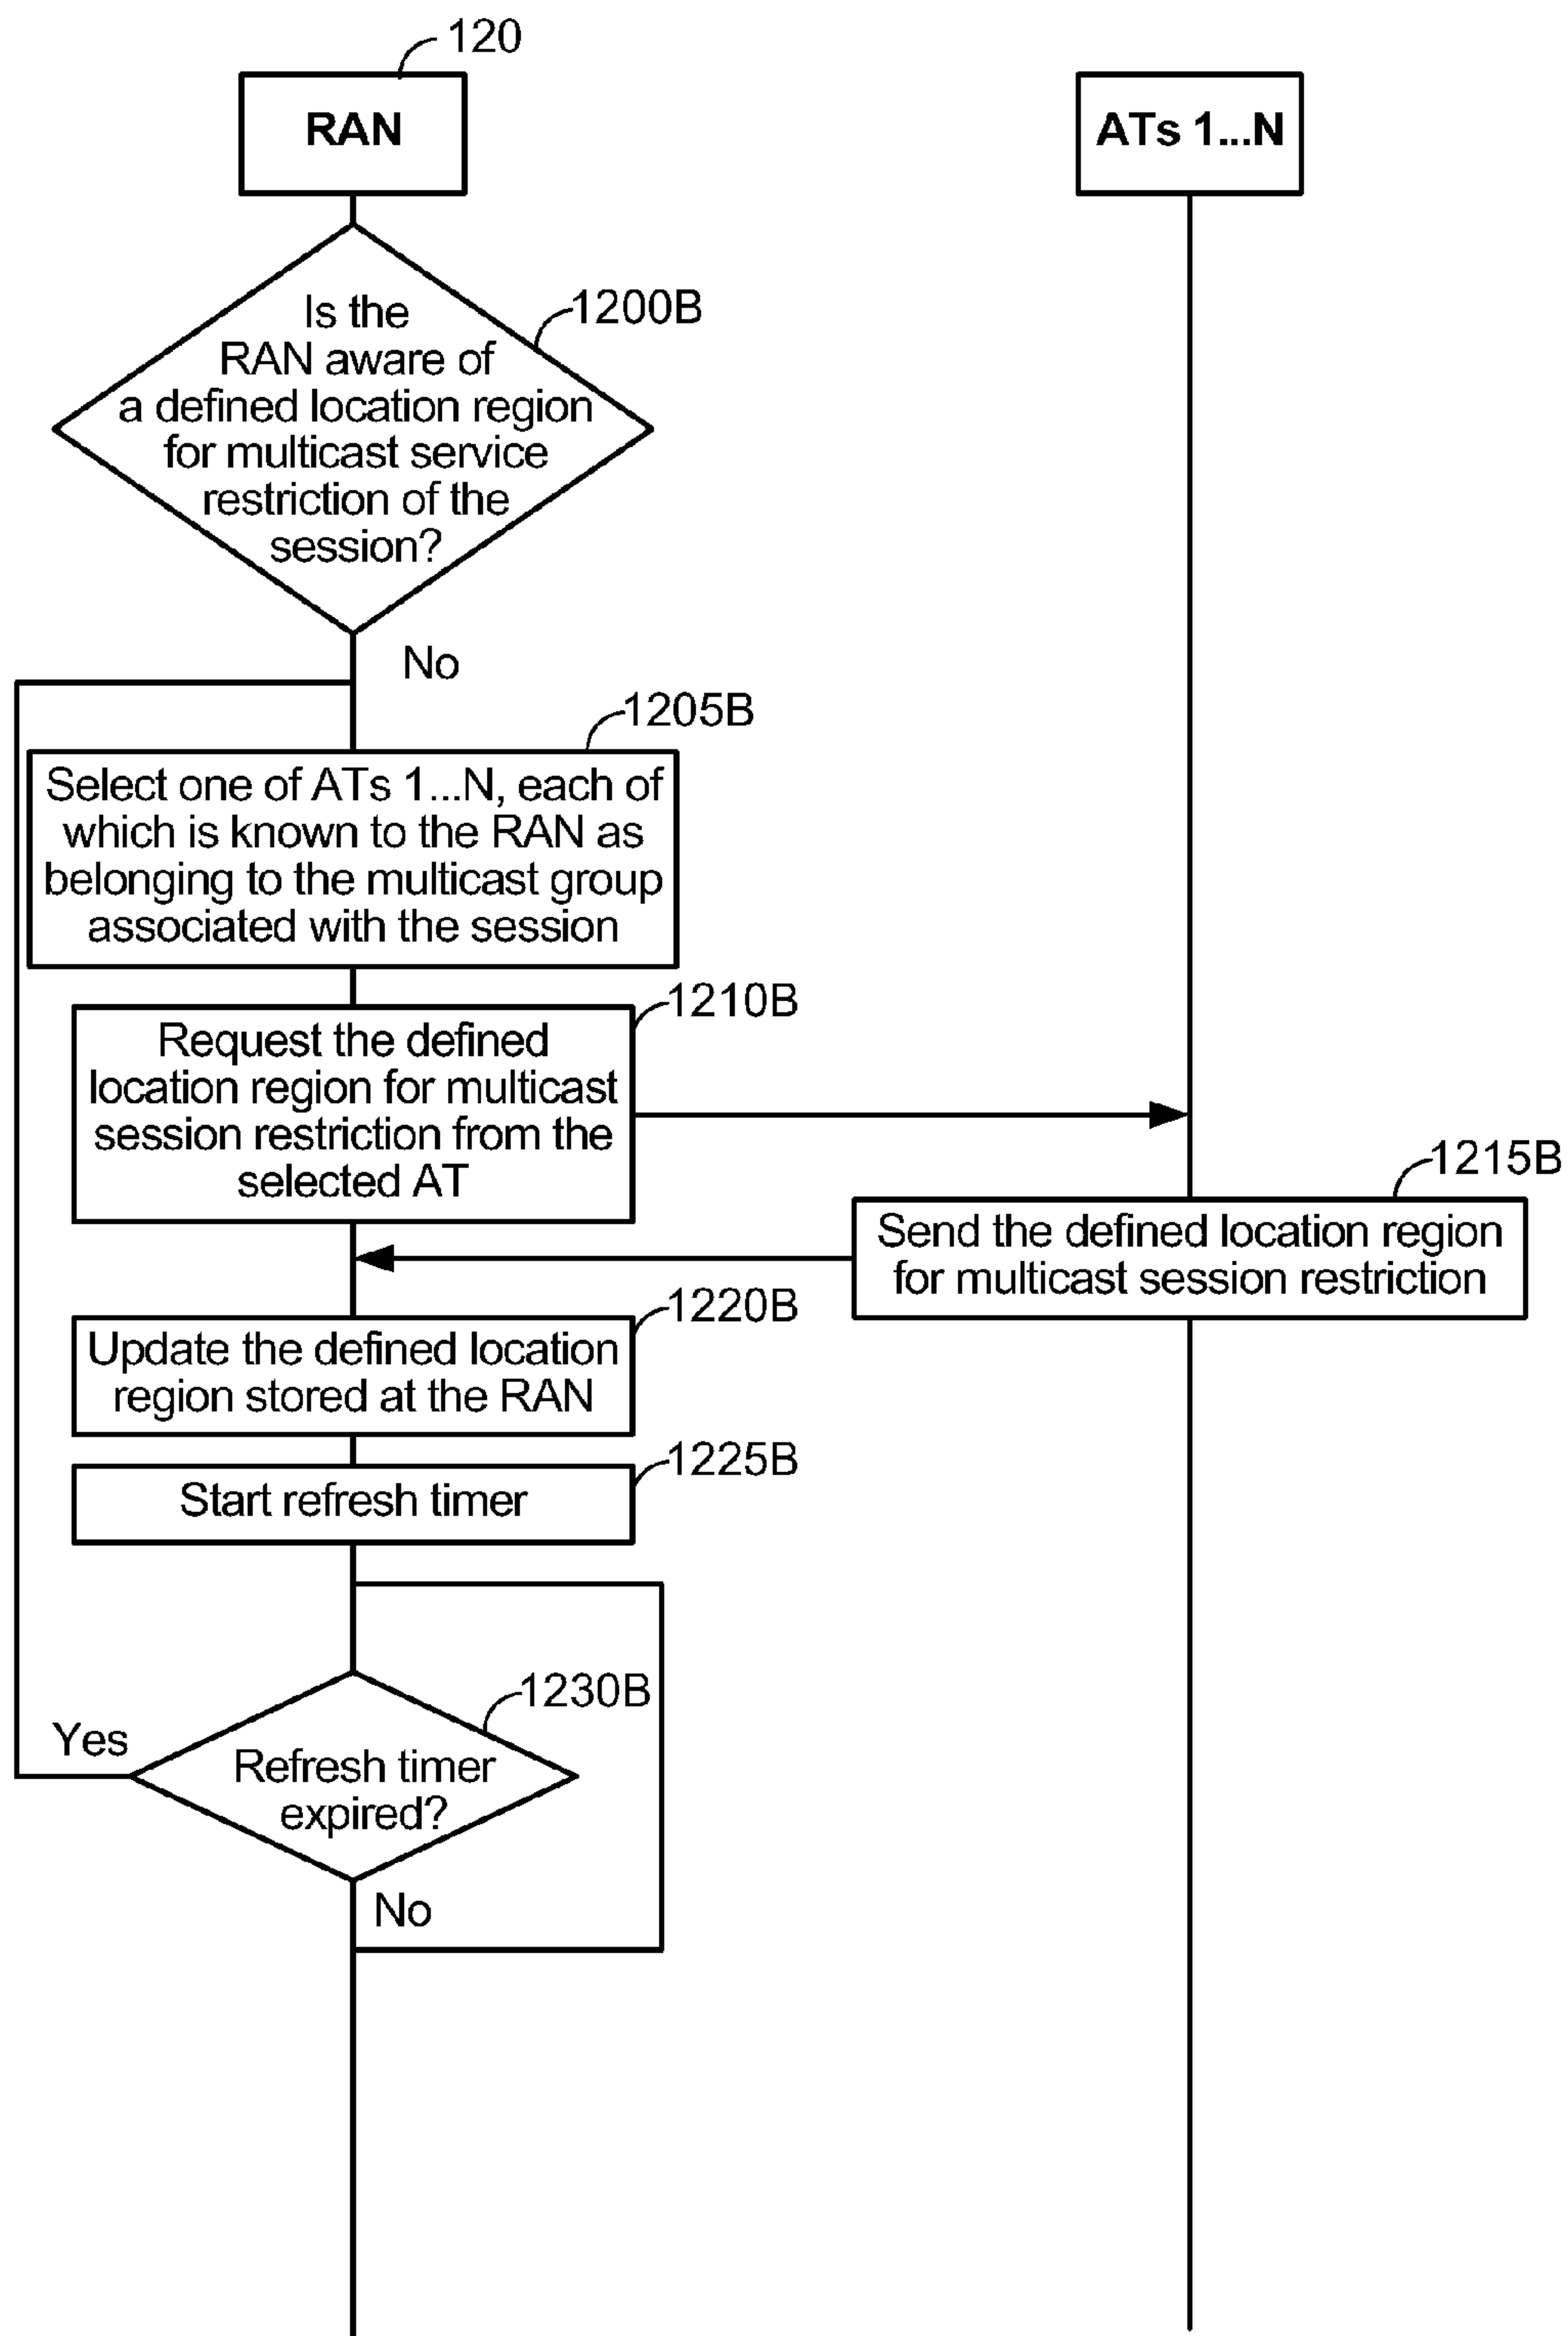 120
RAN
ATs 1...N
Is the
RAN aware of
a defined location region
for multicast service
restriction of the
session?
1200B
No
1205B
Select one of ATs 1...N, each of
which is known to the RAN as
belonging to the multicast group
associated with the session
1210B
Request the defined
location region for multicast
session restriction from the
selected AT
1215B
Send the defined location region
for multicast session restriction
1220B
Update the defined location
region stored at the RAN
1225B
Start refresh timer
1230B
Yes
Refresh timer
expired?
No